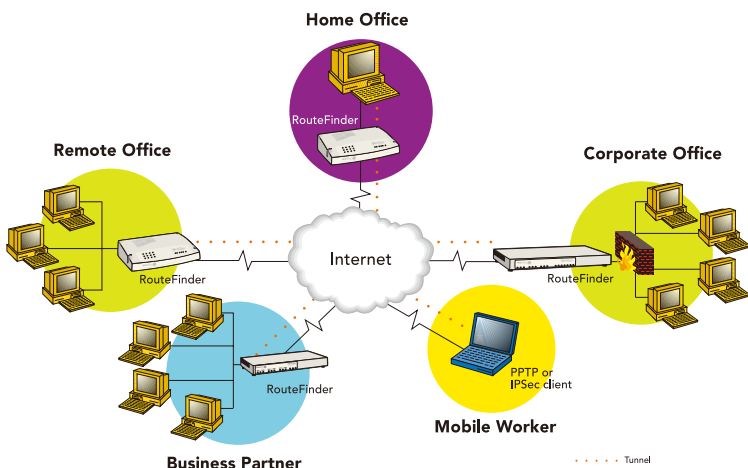 Home Office
RouteFinder
Remote Office
Corporate Office
Internet
RouteFinder
RouteFinder
RouteFinder
PPTP or
IPSec client
Mobile Worker
Business Partner
Tunnel